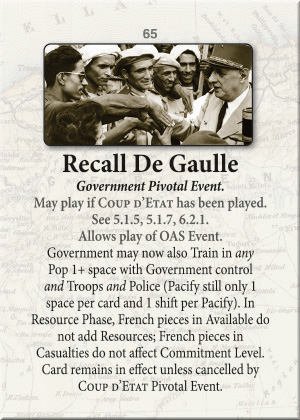 65
Recall De Gaulle
Government Pivotal Event.
May play if Coup d'Etat has been played.
See 5.1.5, 5.1.7, 6.2.1.
Allows play of OAS Event.
Government may now also Train in any
Pop 1+ space with Government control
and Troops and Police (Pacify still only 1
space per card and 1 shift per Pacify). In
Resource Phase, French pieces in Available do
not add Resources; French pieces in
Casualties do not affect Commitment Level.
Card remains in effect unless cancelled by
Coup d'Etat Pivotal Event.